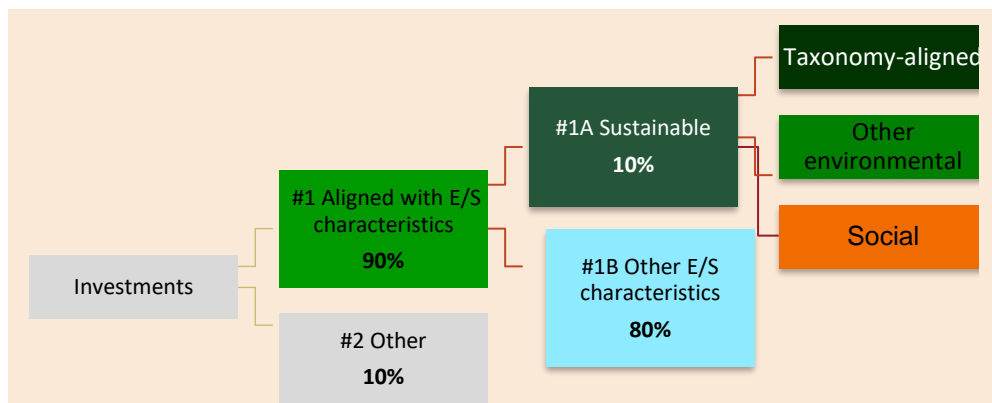 Investments
#1 Aligned with E/S
characteristics
90%
#2 Other
10%
#1A Sustainable
10%
#1B Other E/S
characteristics
80%
Taxonomy-aligned
Other
environmental
Social